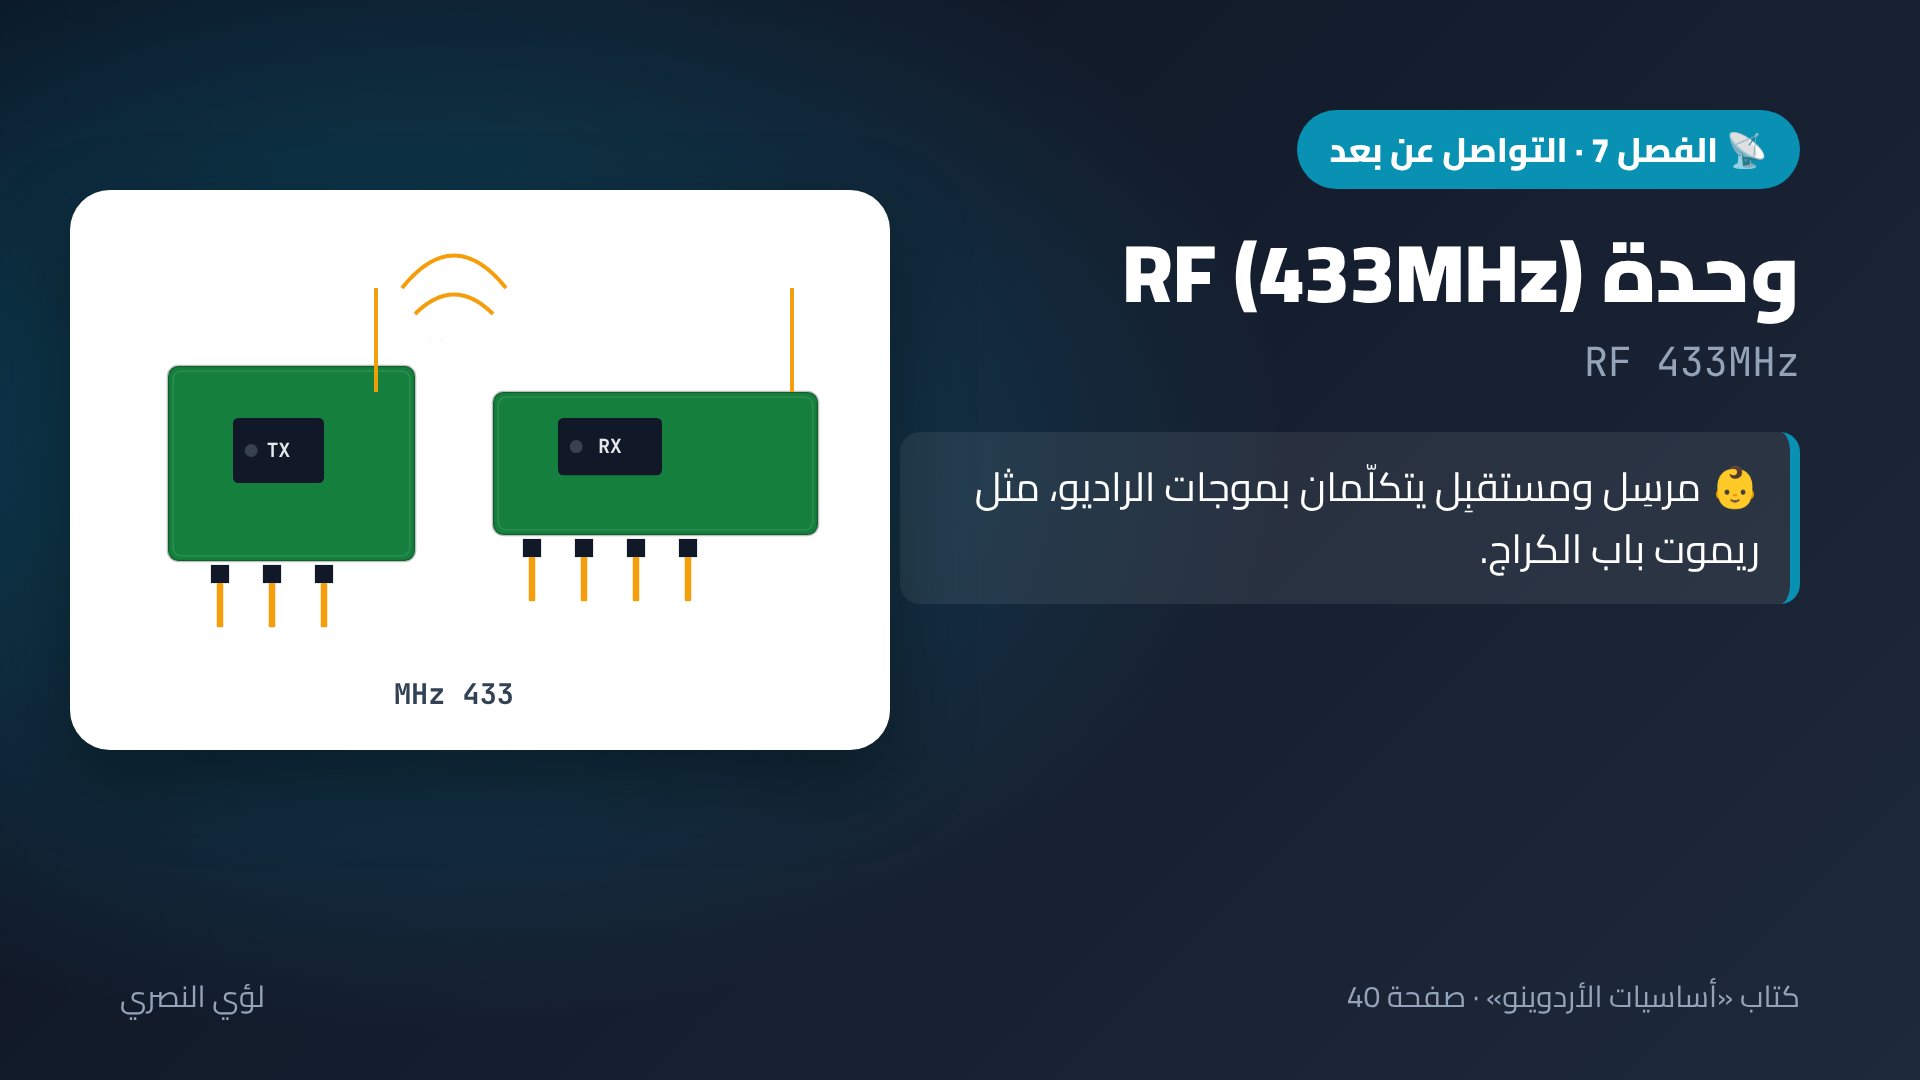 📡 الفصل 7 · التواصل عن بعد
وحدة RF (433MHz)
RF 433MHz
👶 مرسِل ومستقبِل يتكلّمان بموجات الراديو، مثل
ريموت باب الكراج.
TX
RX
MHz 433
كتاب «أساسيات الأردوينو» · صفحة 40
لؤي النصري